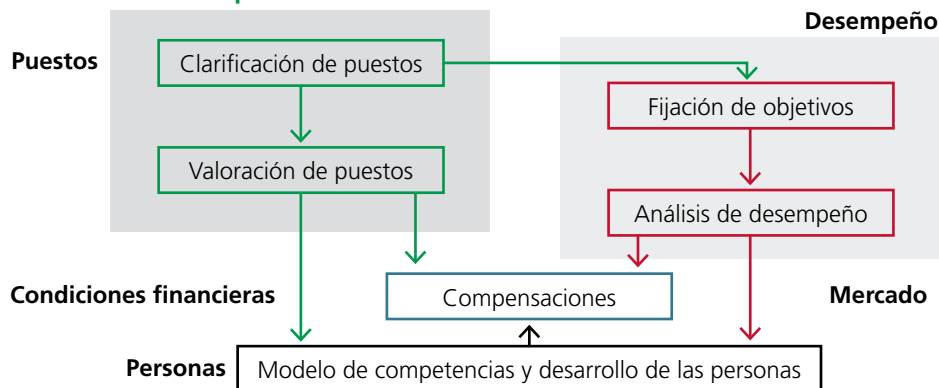 Desempeño
Puestos
Clarificación de puestos
Fijación de objetivos
Valoración de puestos
Análisis de desempeño
Condiciones financieras
Compensaciones
Mercado
Personas
Modelo de competencias y desarrollo de las personas